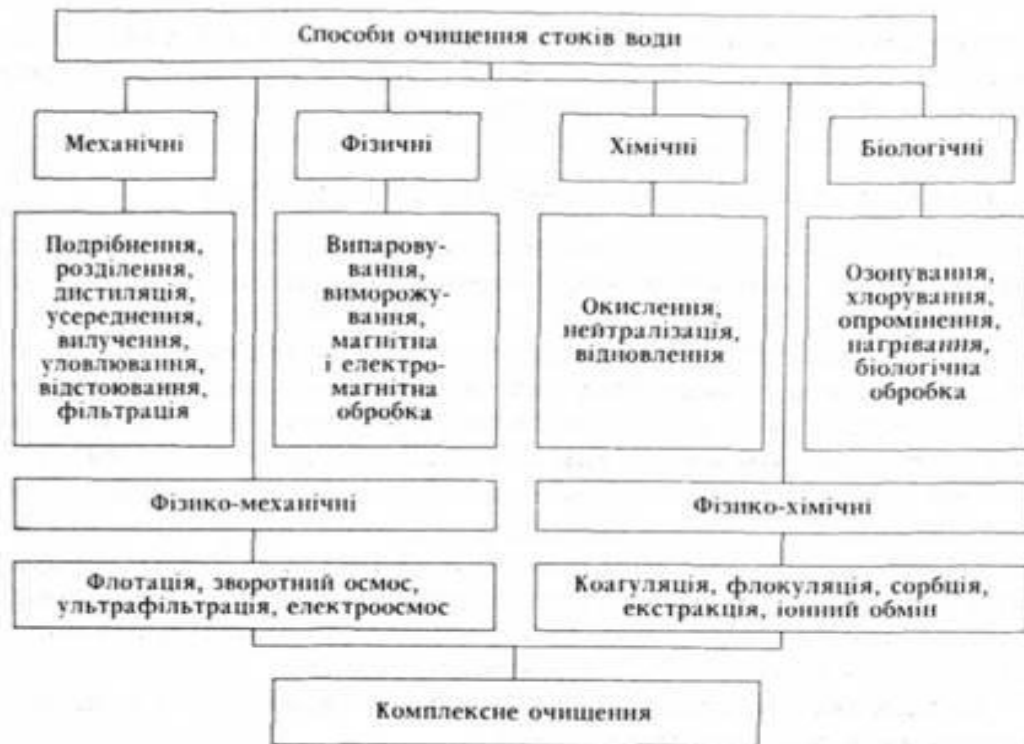 Способи очищення стоків води
Механічні
Фізичні
Хімічні
Біологічні
Подрібнення,
розділення,
дистиляція,
усереднення,
вилучення,
уловлювання,
відстоювання,
фільтрація
Випарову-
вання,
виморожу-
вання,
магнітна
і електро-
магнітна
обробка
Окислення,
нейтралізація,
відновлення
Озонування,
хлорування,
опромінення,
нагрівання,
біологічна
обробка
Фізико-механічні
Фізико-хімічні
Флотація, зворотний осмос,
ультрафільтрація, електроосмос
Коагуляція, флокуляція, сорбція,
екстракція, іонний обмін
Комплексне очищення